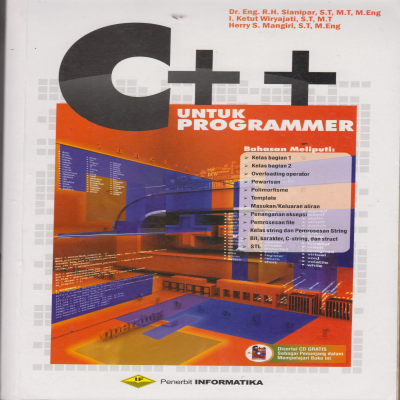 Dr. Eng. R.H. Sianipar, S.T, M.T, M.Eng
I. Ketut Wiryajati, S.T, M.T
Herry S. Mangiri, S.T, M.Eng
C++
UNTUK
PROGRAMMER
Bahasan Meliputi:
Kelas bagian 1
Kelas bagian 2
Overloading operator
Pewarisan
Polimorfisme
Template
Masukan/Keluaran aliran
Penanganan eksepsi
Pemrosesan file
Kelas string dan Pemrosesan String
Bit, karakter, C-string, dan struct
STL
Disertai CD GRATIS
Sebagai Penunjang dalam
Mempelajari Buku ini
IF
Penerbit INFORMATIKA